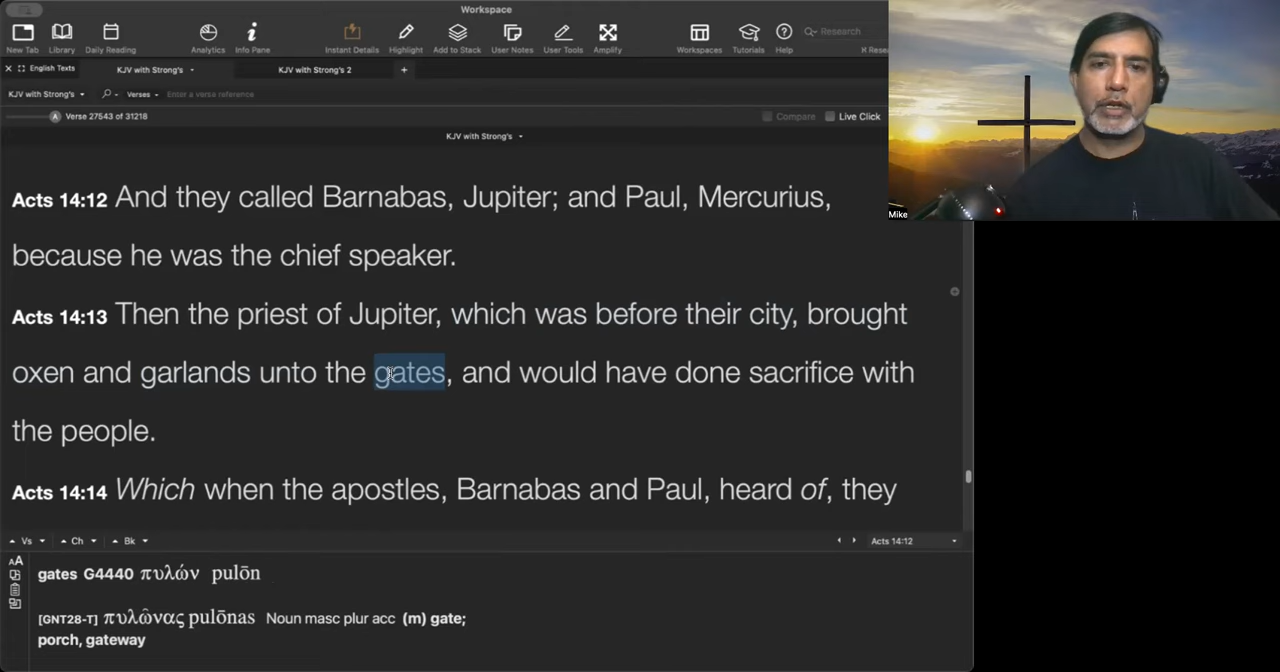 Workspace
New Tab Library Daily Reading Analytics Info Pane Instant Details Highlight Add to Stack User Notes User Tools Amplify Workspaces Tutorials Help Research
English Texts KJV with Strong's KJV with Strong's 2 +
KJV with Strong's Verses Enter a verse reference
A Verse 27543 of 31218 Compare Live Click
KJV with Strong's
Acts 14:12 And they called Barnabas, Jupiter; and Paul, Mercurius,
because he was the chief speaker.
Acts 14:13 Then the priest of Jupiter, which was before their city, brought
oxen and garlands unto the gates, and would have done sacrifice with
the people.
Acts 14:14 Which when the apostles, Barnabas and Paul, heard of, they
Vs Ch Bk Acts 14:12
gates G4440 πυλών pulōn
[GNT28-T] πυλῶνας pulōnas Noun masc plur acc (m) gate;
porch, gateway
Mike